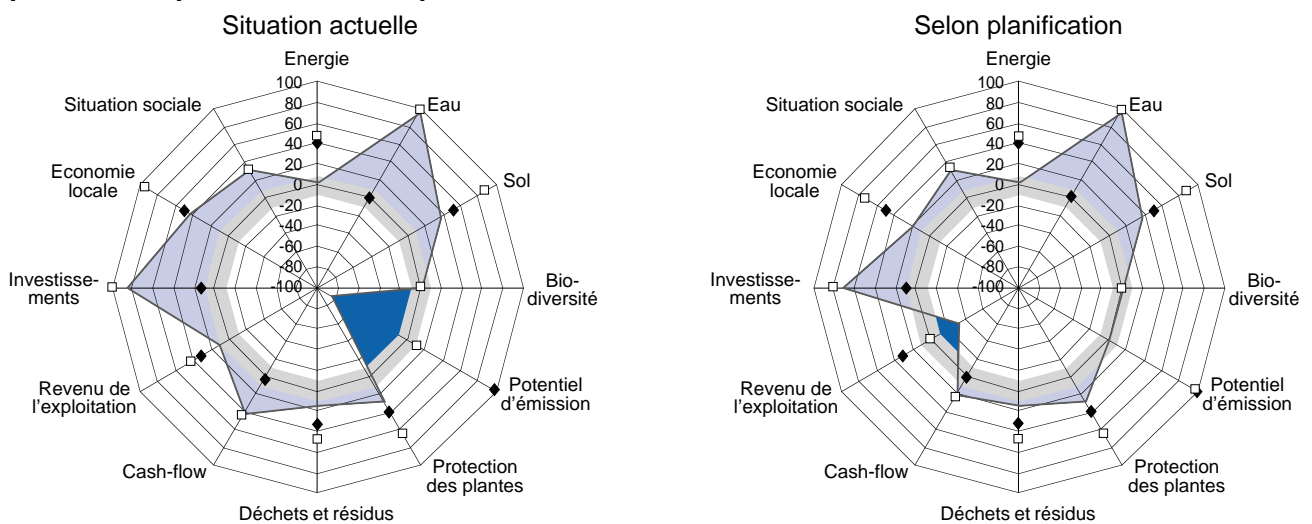 Situation actuelle
Energie
100
80
60
40
20
0
-20
-40
-60
-80
-100
Eau
Sol
Bio-
diversité
Potentiel
d’émission
Protection
des plantes
Déchets et résidus
Cash-flow
Revenu de
l’exploitation
Investisse-
ments
Economie
locale
Situation sociale
Selon planification
Energie
100
80
60
40
20
0
-20
-40
-60
-80
-100
Eau
Sol
Bio-
diversité
Potentiel
d’émission
Protection
des plantes
Déchets et résidus
Cash-flow
Revenu de
l’exploitation
Investisse-
ments
Economie
locale
Situation sociale